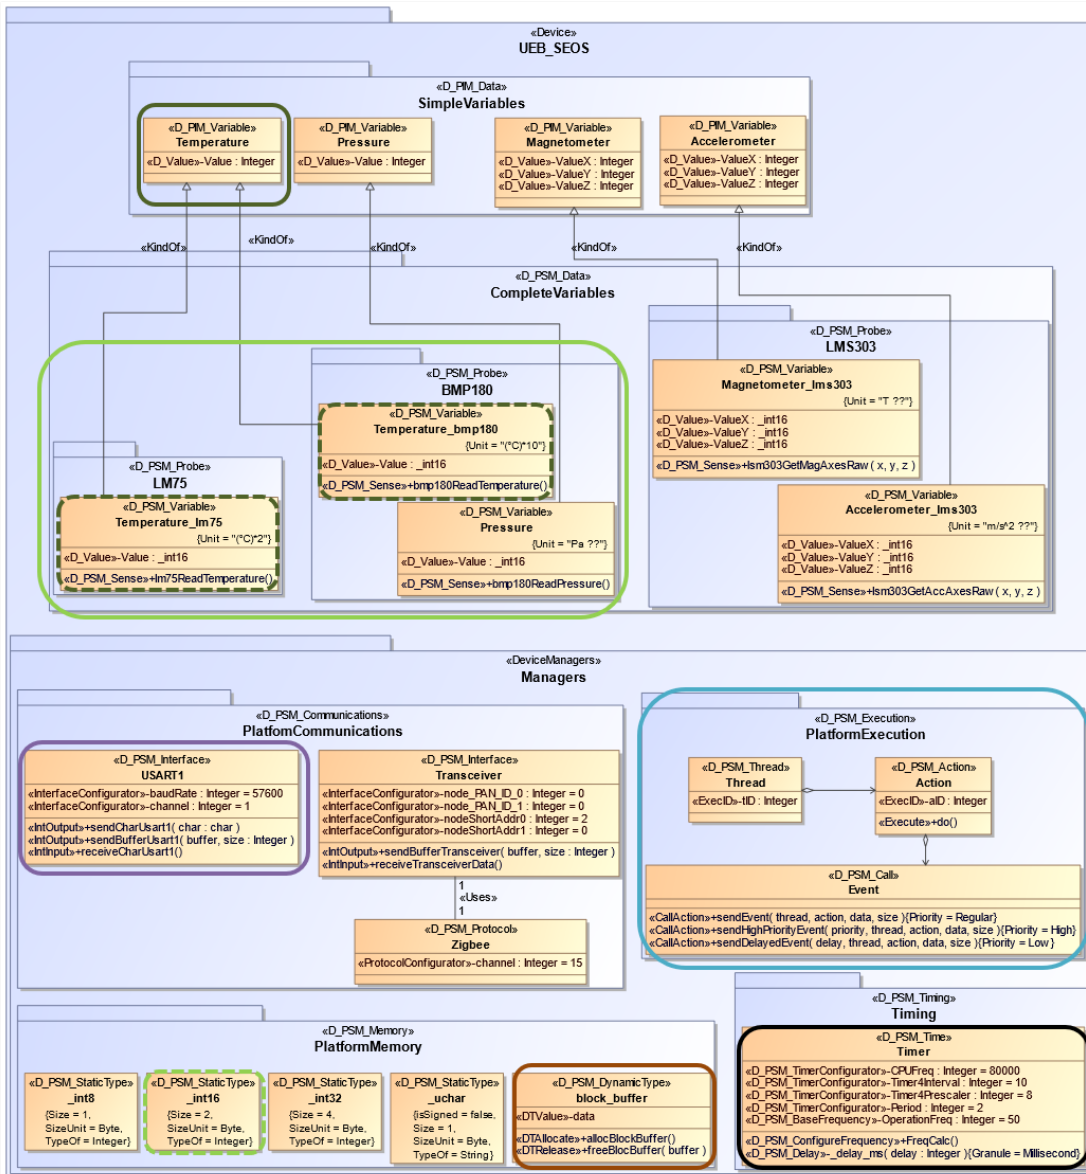 «Device»
UEB_SEOS
«D_PIM_Data»
SimpleVariables
«D_PIM_Variable»
Temperature
«D_Value»-Value : Integer
«D_PIM_Variable»
Pressure
«D_Value»-Value : Integer
«D_PIM_Variable»
Magnetometer
«D_Value»-ValueX : Integer
«D_Value»-ValueY : Integer
«D_Value»-ValueZ : Integer
«D_PIM_Variable»
Accelerometer
«D_Value»-ValueX : Integer
«D_Value»-ValueY : Integer
«D_Value»-ValueZ : Integer
«KindOf»
«KindOf»
«KindOf»
«KindOf»
«KindOf»
«D_PSM_Data»
CompleteVariables
«D_PSM_Probe»
LM75
«D_PSM_Variable»
Temperature_lm75
{Unit = "(°C)*2"}
«D_Value»-Value : _int16
«D_PSM_Sense»+lm75ReadTemperature()
«D_PSM_Probe»
BMP180
«D_PSM_Variable»
Temperature_bmp180
{Unit = "(°C)*10"}
«D_Value»-Value : _int16
«D_PSM_Sense»+bmp180ReadTemperature()
«D_PSM_Variable»
Pressure
{Unit = "Pa ??"}
«D_Value»-Value : _int16
«D_PSM_Sense»+bmp180ReadPressure()
«D_PSM_Probe»
LMS303
«D_PSM_Variable»
Magnetometer_lms303
{Unit = "T ??"}
«D_Value»-ValueX : _int16
«D_Value»-ValueY : _int16
«D_Value»-ValueZ : _int16
«D_PSM_Sense»+lsm303GetMagAxesRaw ( x, y, z )
«D_PSM_Variable»
Accelerometer_lms303
{Unit = "m/s^2 ??"}
«D_Value»-ValueX : _int16
«D_Value»-ValueY : _int16
«D_Value»-ValueZ : _int16
«D_PSM_Sense»+lsm303GetAccAxesRaw ( x, y, z )
«DeviceManagers»
Managers
«D_PSM_Communications»
PlatfomCommunications
«D_PSM_Interface»
USART1
«InterfaceConfigurator»-baudRate : Integer = 57600
«InterfaceConfigurator»-channel : Integer = 1
«IntOutput»+sendCharUsart1( char : char )
«IntOutput»+sendBufferUsart1( buffer, size : Integer )
«IntInput»+receiveCharUsart1()
«D_PSM_Interface»
Transceiver
«InterfaceConfigurator»-node_PAN_ID_0 : Integer = 0
«InterfaceConfigurator»-node_PAN_ID_1 : Integer = 0
«InterfaceConfigurator»-nodeShortAddr0 : Integer = 2
«InterfaceConfigurator»-nodeShortAddr1 : Integer = 0
«IntOutput»+sendBufferTransceiver( buffer, size : Integer )
«IntInput»+receiveTransceiverData()
1
«Uses»
1
«D_PSM_Protocol»
Zigbee
«ProtocolConfigurator»-channel : Integer = 15
«D_PSM_Execution»
PlatformExecution
«D_PSM_Thread»
Thread
«ExecID»-tID : Integer
«D_PSM_Action»
Action
«ExecID»-aID : Integer
«Execute»+do()
«D_PSM_Call»
Event
«CallAction»+sendEvent( thread, action, data, size ){Priority = Regular}
«CallAction»+sendHighPriorityEvent( priority, thread, action, data, size ){Priority = High}
«CallAction»+sendDelayedEvent( delay, thread, action, data, size ){Priority = Low }
«D_PSM_Memory»
PlatformMemory
«D_PSM_StaticType»
_int8
{Size = 1,
SizeUnit = Byte,
TypeOf = Integer}
«D_PSM_StaticType»
_int16
{Size = 2,
SizeUnit = Byte,
TypeOf = Integer}
«D_PSM_StaticType»
_int32
{Size = 4,
SizeUnit = Byte,
TypeOf = Integer}
«D_PSM_StaticType»
_uchar
{isSigned = false,
Size = 1,
SizeUnit = Byte,
TypeOf = String}
«D_PSM_DynamicType»
block_buffer
«DTValue»-data
«DTAllocate»+allocBlockBuffer()
«DTRelease»+freeBlocBuffer( buffer )
«D_PSM_Timing»
Timing
«D_PSM_Time»
Timer
«D_PSM_TimerConfigurator»-CPUFreq : Integer = 80000
«D_PSM_TimerConfigurator»-Timer4Interval : Integer = 10
«D_PSM_TimerConfigurator»-Timer4Prescaler : Integer = 8
«D_PSM_TimerConfigurator»-Period : Integer = 2
«D_PSM_BaseFrequency»-OperationFreq : Integer = 50
«D_PSM_ConfigureFrequency»+FreqCalc()
«D_PSM_Delay»-_delay_ms( delay : Integer ){Granule = Millisecond}